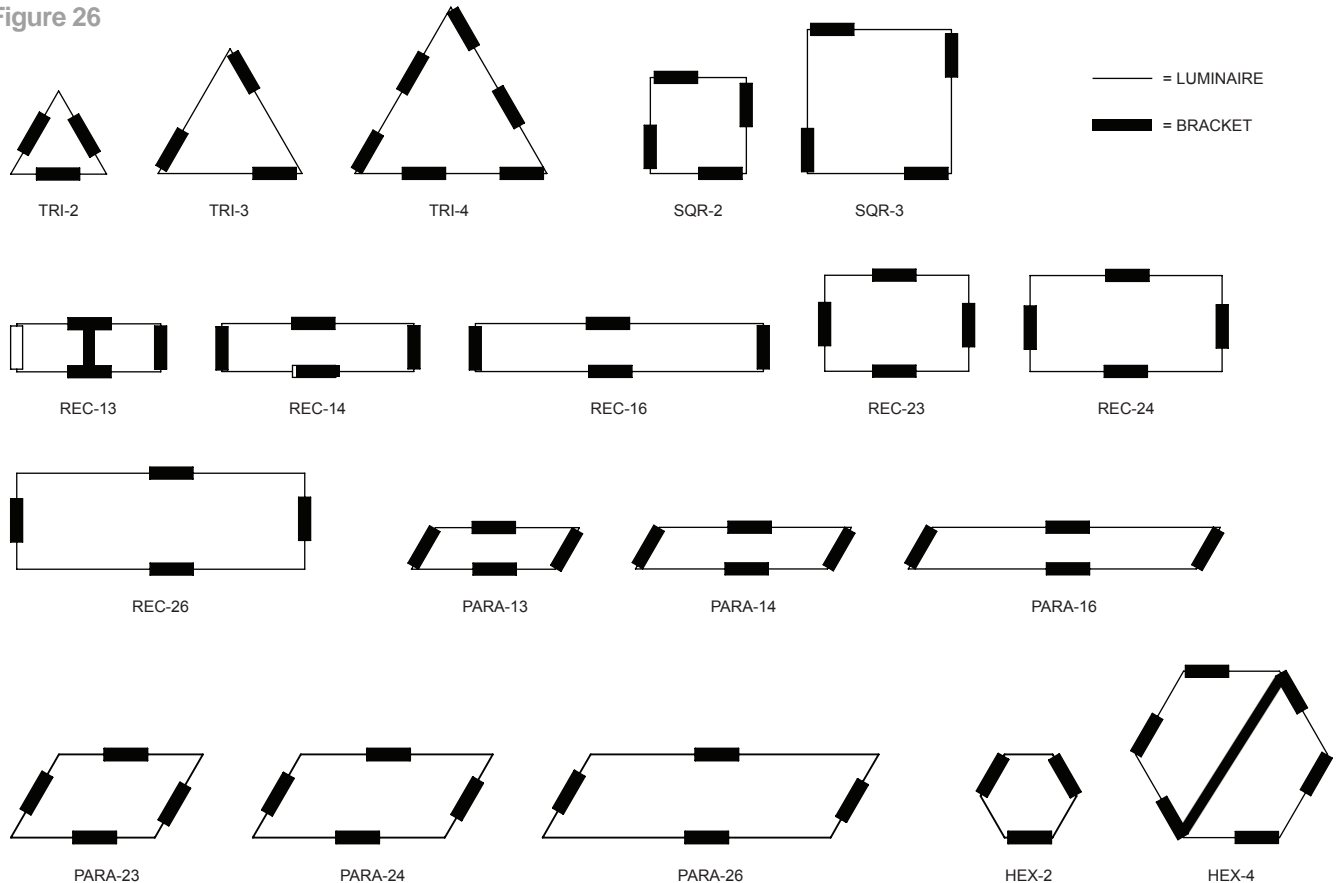 Figure 26
= LUMINAIRE
= BRACKET
TRI-2 TRI-3 TRI-4 SQR-2 SQR-3
REC-13 REC-14 REC-16 REC-23 REC-24
REC-26 PARA-13 PARA-14 PARA-16
PARA-23 PARA-24 PARA-26 HEX-2 HEX-4